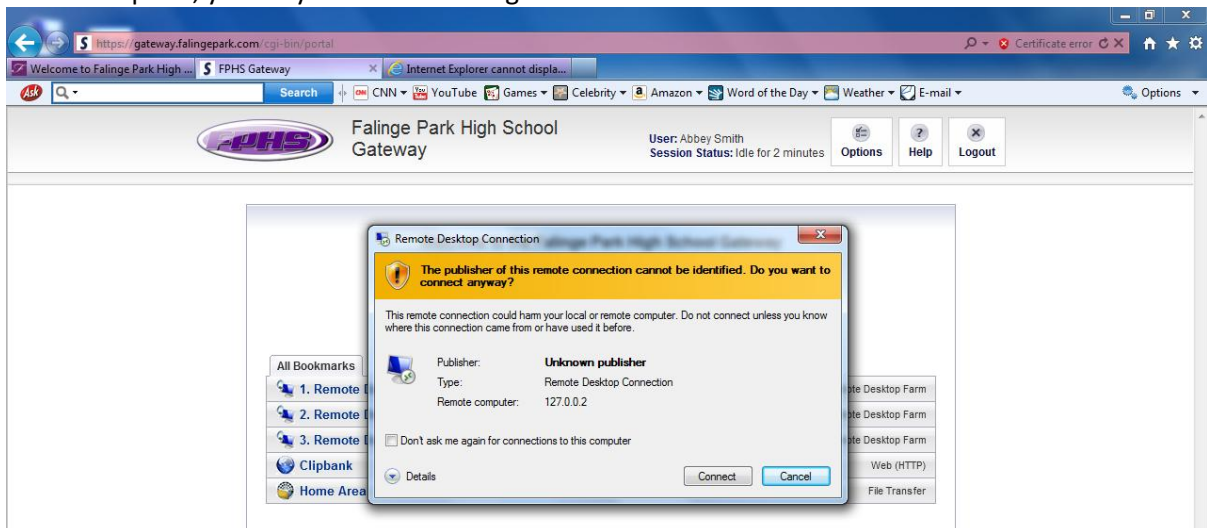 https://gateway.falingepark.com/cgi-bin/portal
Certificate error
Welcome to Falinge Park High ...
FPHS Gateway
Internet Explorer cannot displa...
Ask
Search
CNN
YouTube
Games
Celebrity
Amazon
Word of the Day
Weather
E-mail
Options
FPHS
Falinge Park High School
Gateway
User: Abbey Smith
Session Status: Idle for 2 minutes
Options
Help
Logout
Remote Desktop Connection
The publisher of this remote connection cannot be identified. Do you want to
connect anyway?
This remote connection could harm your local or remote computer. Do not connect unless you know
where this connection came from or have used it before.
Publisher: Unknown publisher
Type: Remote Desktop Connection
Remote computer: 127.0.0.2
Don't ask me again for connections to this computer
Details
Connect
Cancel
All Bookmarks
1. Remote
Desktop Farm
2. Remote
Desktop Farm
3. Remote
Desktop Farm
Clipbank
Web (HTTP)
Home Area
File Transfer